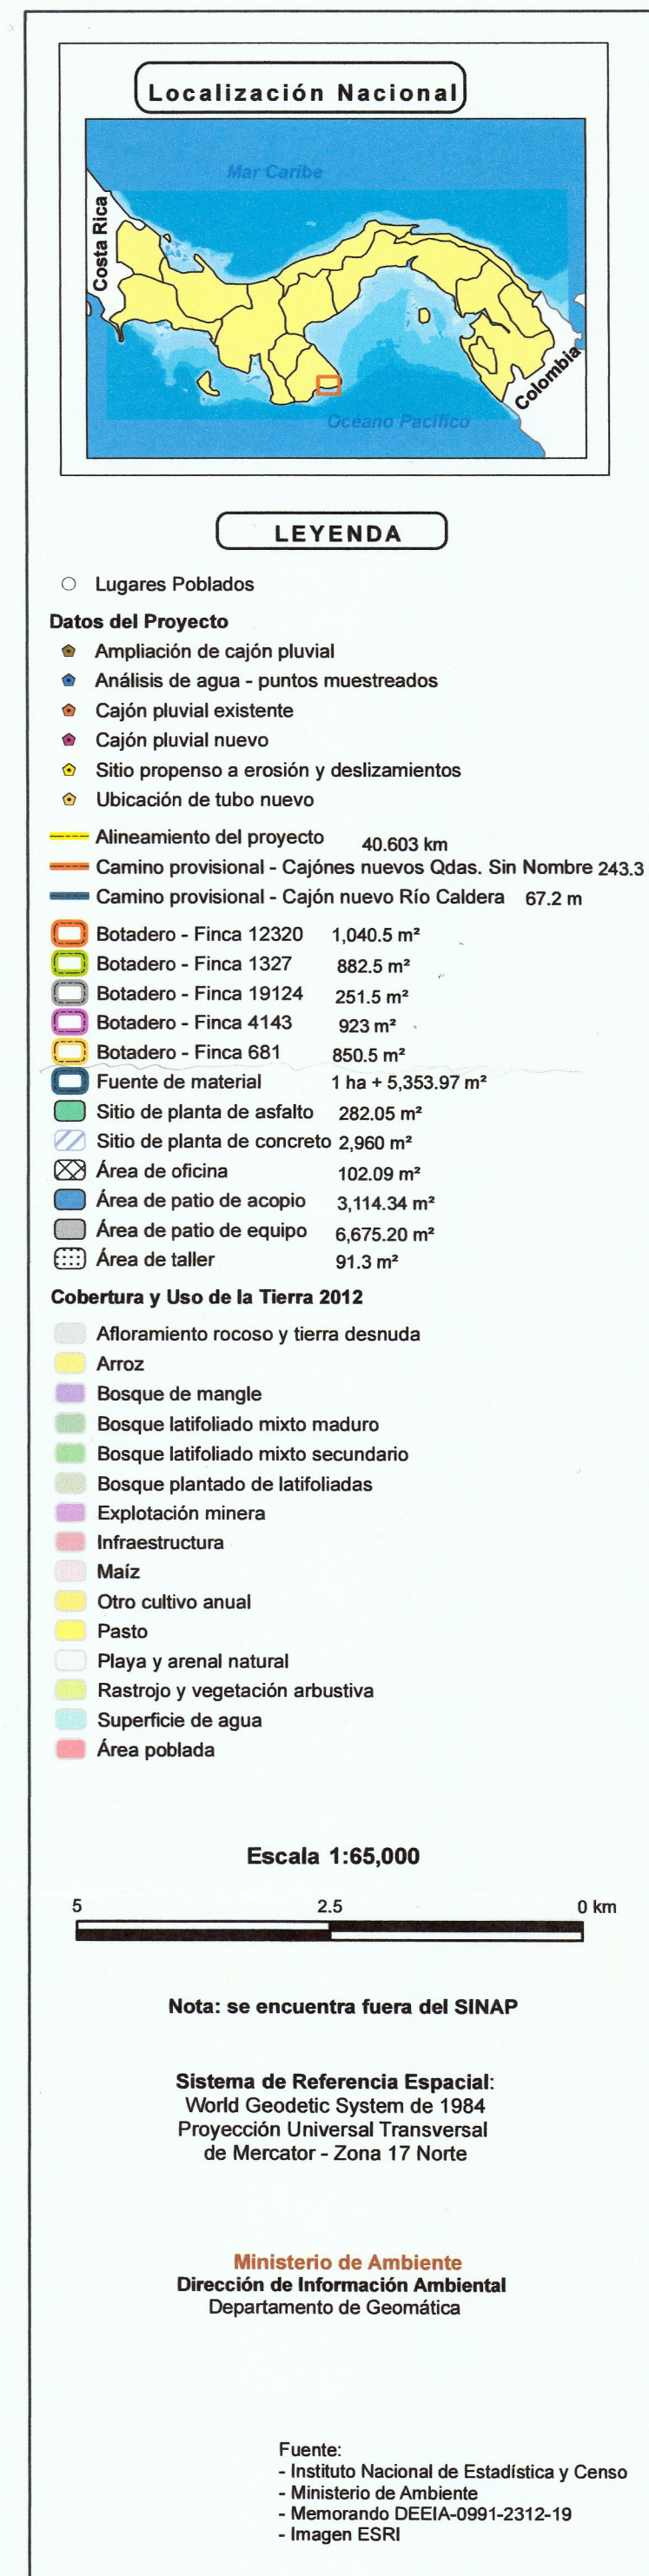 Localización Nacional
Mar Caribe
Costa Rica
Colombia
Océano Pacífico
LEYENDA
Lugares Poblados
Datos del Proyecto
Ampliación de cajón pluvial
Análisis de agua - puntos muestreados
Cajón pluvial existente
Cajón pluvial nuevo
Sitio propenso a erosión y deslizamientos
Ubicación de tubo nuevo
Alineamiento del proyecto 40.603 km
Camino provisional - Cajónes nuevos Qdas. Sin Nombre 243.3
Camino provisional - Cajón nuevo Río Caldera 67.2 m
Botadero - Finca 12320 1,040.5 m²
Botadero - Finca 1327 882.5 m²
Botadero - Finca 19124 251.5 m²
Botadero - Finca 4143 923 m²
Botadero - Finca 681 850.5 m²
Fuente de material 1 ha + 5,353.97 m²
Sitio de planta de asfalto 282.05 m²
Sitio de planta de concreto 2,960 m²
Área de oficina 102.09 m²
Área de patio de acopio 3,114.34 m²
Área de patio de equipo 6,675.20 m²
Área de taller 91.3 m²
Cobertura y Uso de la Tierra 2012
Afloramiento rocoso y tierra desnuda
Arroz
Bosque de mangle
Bosque latifoliado mixto maduro
Bosque latifoliado mixto secundario
Bosque plantado de latifoliadas
Explotación minera
Infraestructura
Maíz
Otro cultivo anual
Pasto
Playa y arenal natural
Rastrojo y vegetación arbustiva
Superficie de agua
Área poblada
Escala 1:65,000
5 2.5 0 km
Nota: se encuentra fuera del SINAP
Sistema de Referencia Espacial:
World Geodetic System de 1984
Proyección Universal Transversal
de Mercator - Zona 17 Norte
Ministerio de Ambiente
Dirección de Información Ambiental
Departamento de Geomática
Fuente:
- Instituto Nacional de Estadística y Censo
- Ministerio de Ambiente
- Memorando DEEIA-0991-2312-19
- Imagen ESRI